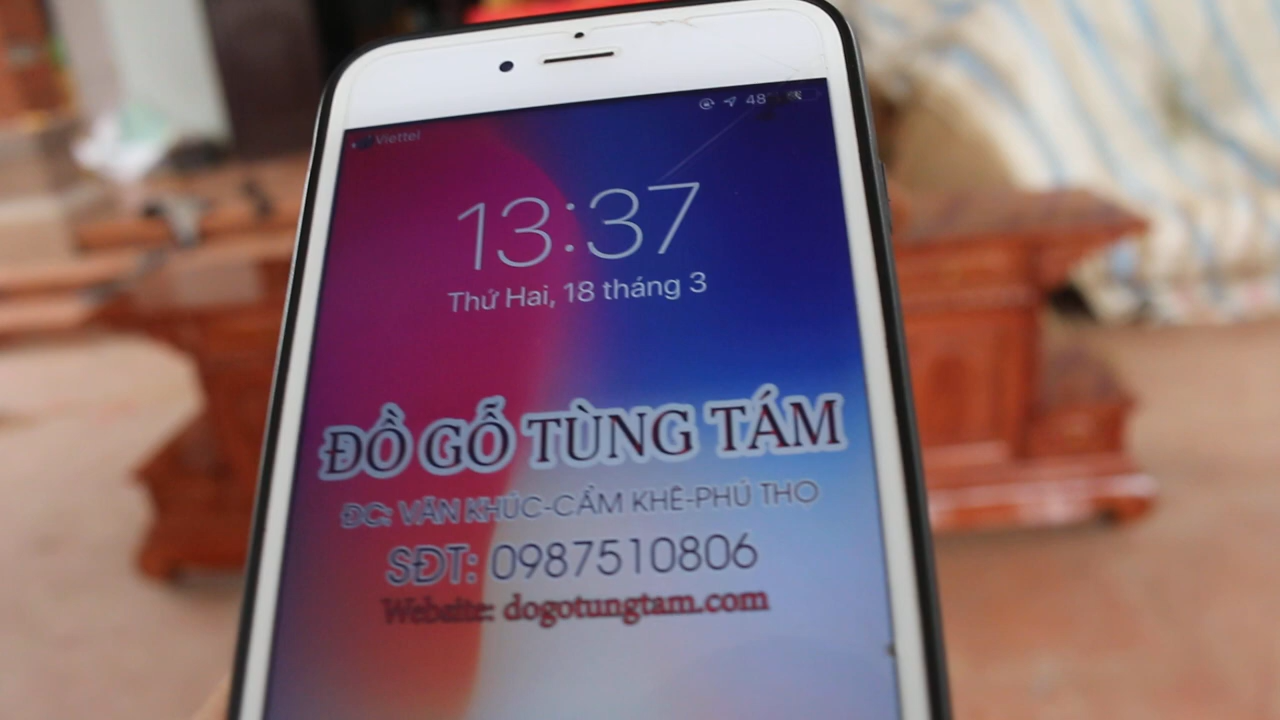 Viettel
48
13:37
Thứ Hai, 18 tháng 3
ĐỒ GỖ TÙNG TÁM
ĐC: VĂN KHÚC-CẨM KHÊ-PHÚ THỌ
SĐT: 0987510806
Website: dogotungtam.com